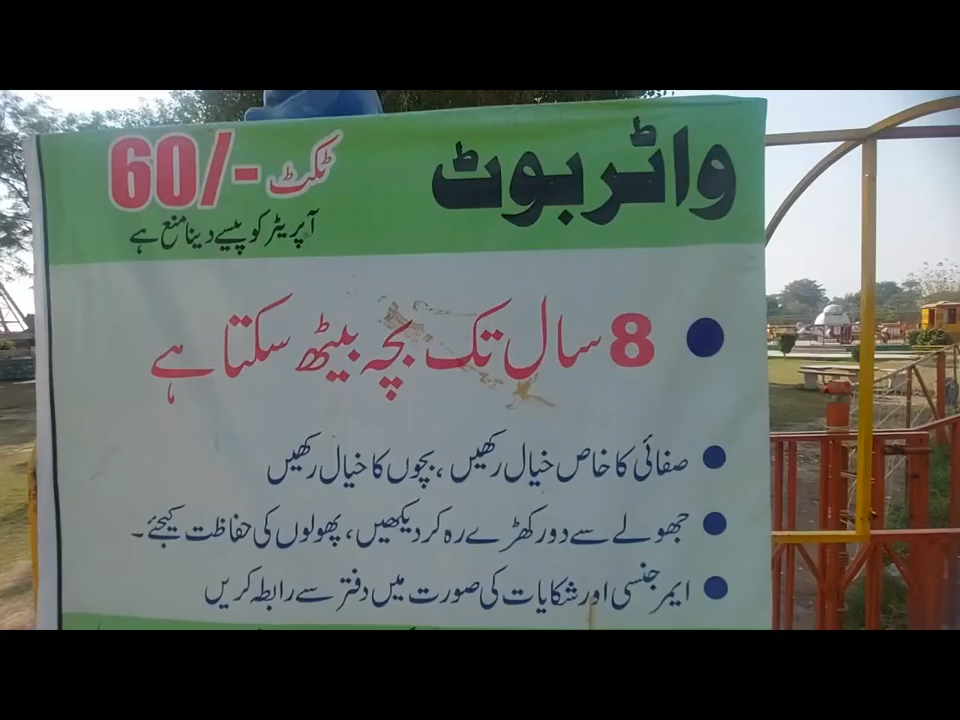 واٹر بوٹ
ٹکٹ 60/-
آپریٹر کو پیسے دینا منع ہے
8 سال تک بچہ بیٹھ سکتا ہے
صفائی کا خاص خیال رکھیں، بچوں کا خیال رکھیں
جھولے سے دور کھڑے رہ کر دیکھیں، پھولوں کی حفاظت کیجئے۔
ایمرجنسی اور شکایات کی صورت میں دفتر سے رابطہ کریں